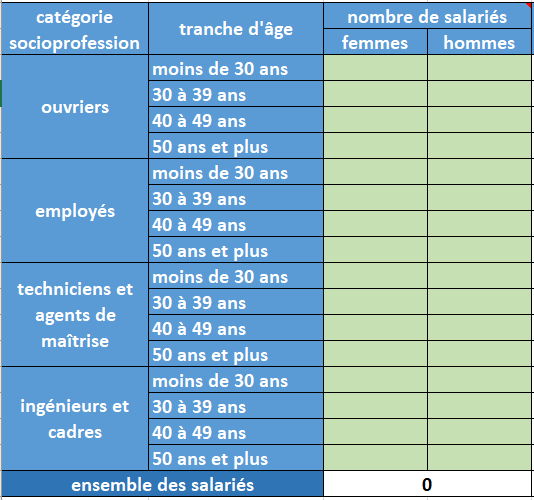 catégorie
socioprofession
tranche d'âge
nombre de salariés
femmes
hommes
ouvriers
moins de 30 ans
30 à 39 ans
40 à 49 ans
50 ans et plus
employés
moins de 30 ans
30 à 39 ans
40 à 49 ans
50 ans et plus
techniciens et
agents de
maîtrise
moins de 30 ans
30 à 39 ans
40 à 49 ans
50 ans et plus
ingénieurs et
cadres
moins de 30 ans
30 à 39 ans
40 à 49 ans
50 ans et plus
ensemble des salariés
0